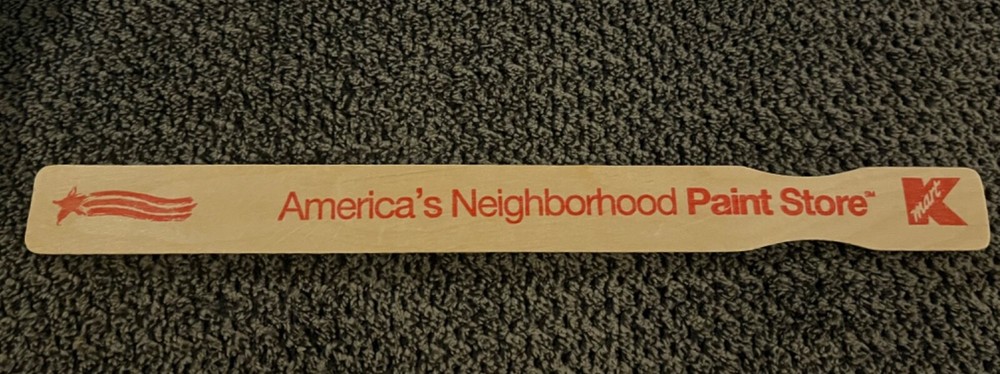 America's Neighborhood Paint Store™
K
mart